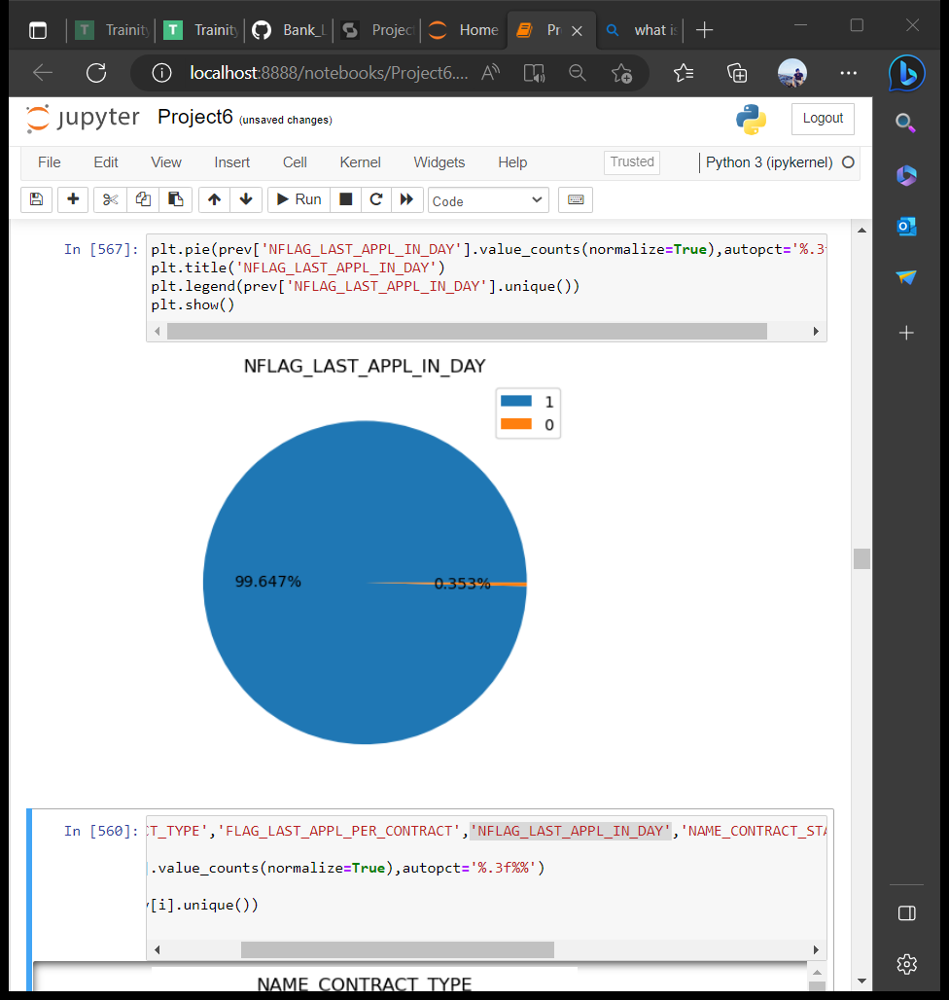 Trainity
Trainity
Bank_L
Project
Home
Pr
what is
localhost:8888/notebooks/Project6....
jupyter Project6 (unsaved changes)
Logout
File Edit View Insert Cell Kernel Widgets Help
Trusted
Python 3 (ipykernel)
Run
Code
In [567]:
plt.pie(prev['NFLAG_LAST_APPL_IN_DAY'].value_counts(normalize=True),autopct='%.3
plt.title('NFLAG_LAST_APPL_IN_DAY')
plt.legend(prev['NFLAG_LAST_APPL_IN_DAY'].unique())
plt.show()
NFLAG_LAST_APPL_IN_DAY
1
0
99.647%
0.353%
In [560]:
CT_TYPE','FLAG_LAST_APPL_PER_CONTRACT','NFLAG_LAST_APPL_IN_DAY','NAME_CONTRACT_STA
].value_counts(normalize=True),autopct='%.3f%%')
[i].unique())
NAME_CONTRACT_TYPE